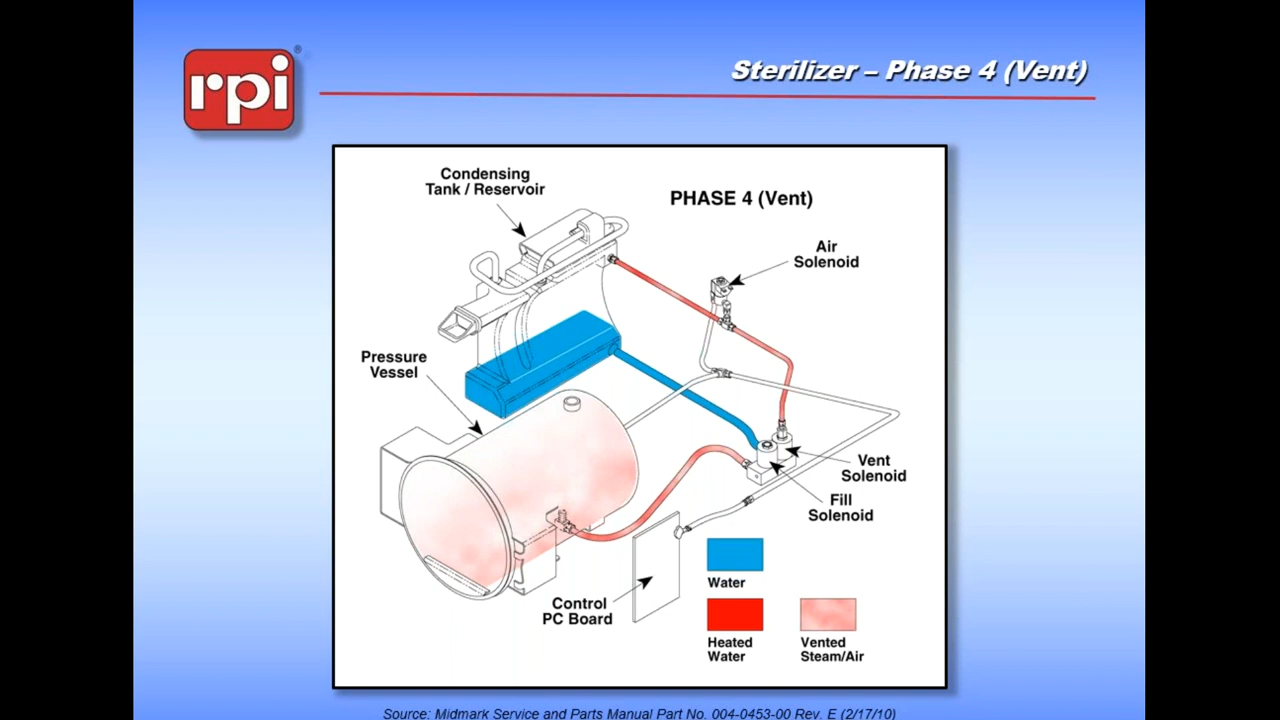 rpi
®
Sterilizer – Phase 4 (Vent)
Condensing
Tank / Reservoir
PHASE 4 (Vent)
Air
Solenoid
Pressure
Vessel
Vent
Solenoid
Fill
Solenoid
Control
PC Board
Water
Heated
Water
Vented
Steam/Air
Source: Midmark Service and Parts Manual Part No. 004-0453-00 Rev. E (2/17/10)